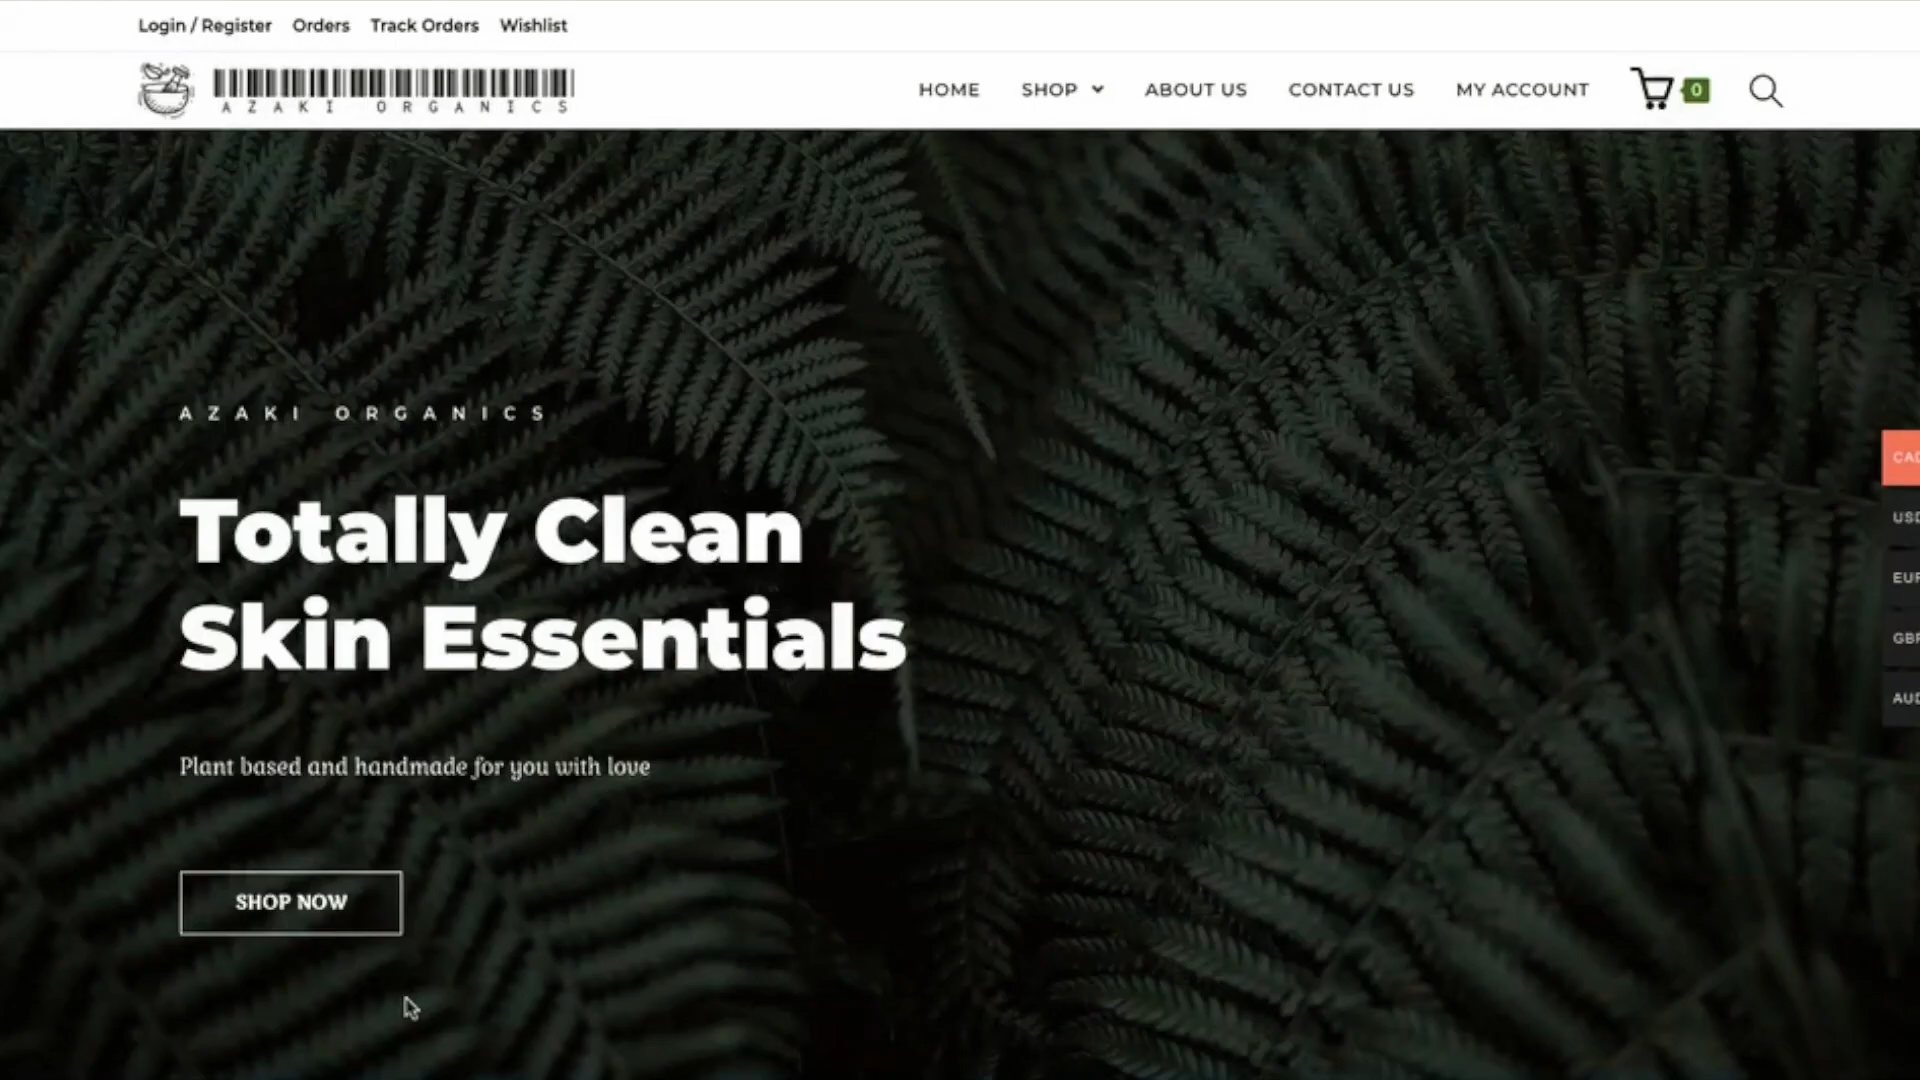 Login / Register Orders Track Orders Wishlist
AZAKI ORGANICS
HOME SHOP ABOUT US CONTACT US MY ACCOUNT 0
AZAKI ORGANICS
Totally Clean
Skin Essentials
Plant based and handmade for you with love
SHOP NOW
CAD
USD
EUR
GBP
AUD